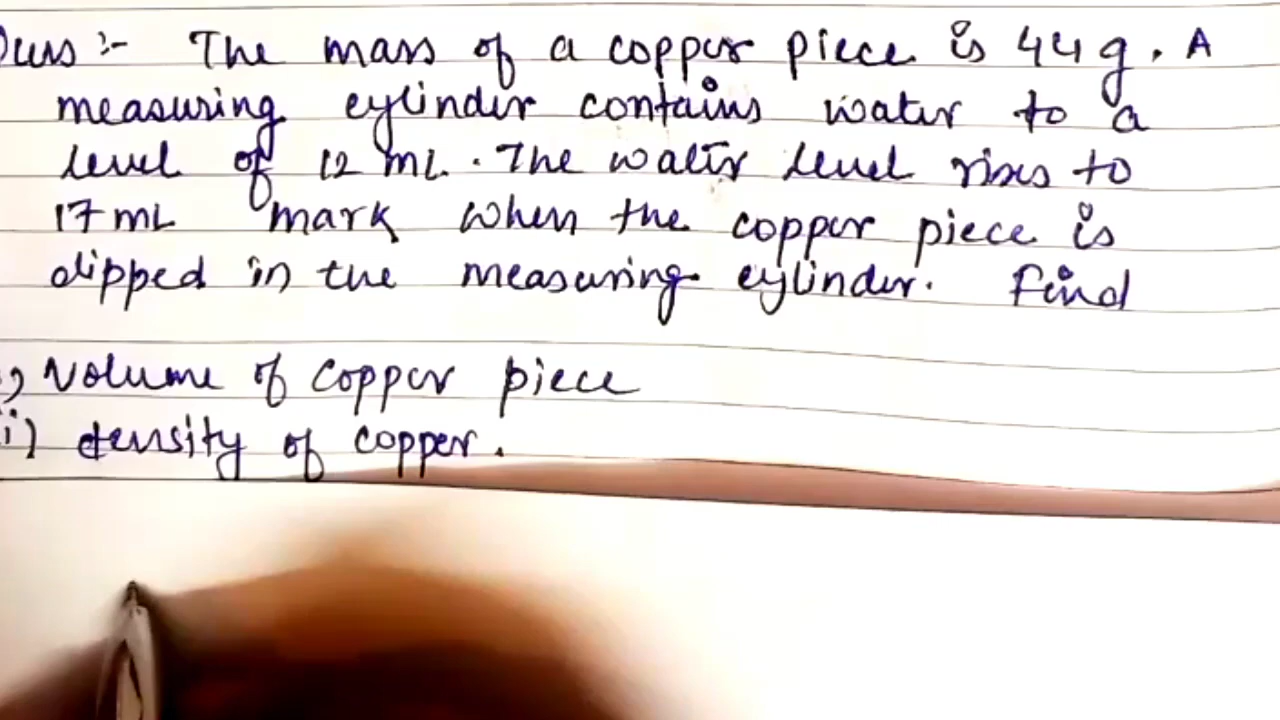 Ques :- The mass of a copper piece is 44 g. A
measuring cylinder contains water to a
level of 12 mL. The water level rises to
17 mL mark when the copper piece is
dipped in the measuring cylinder. Find
i) Volume of copper piece
ii) density of copper.